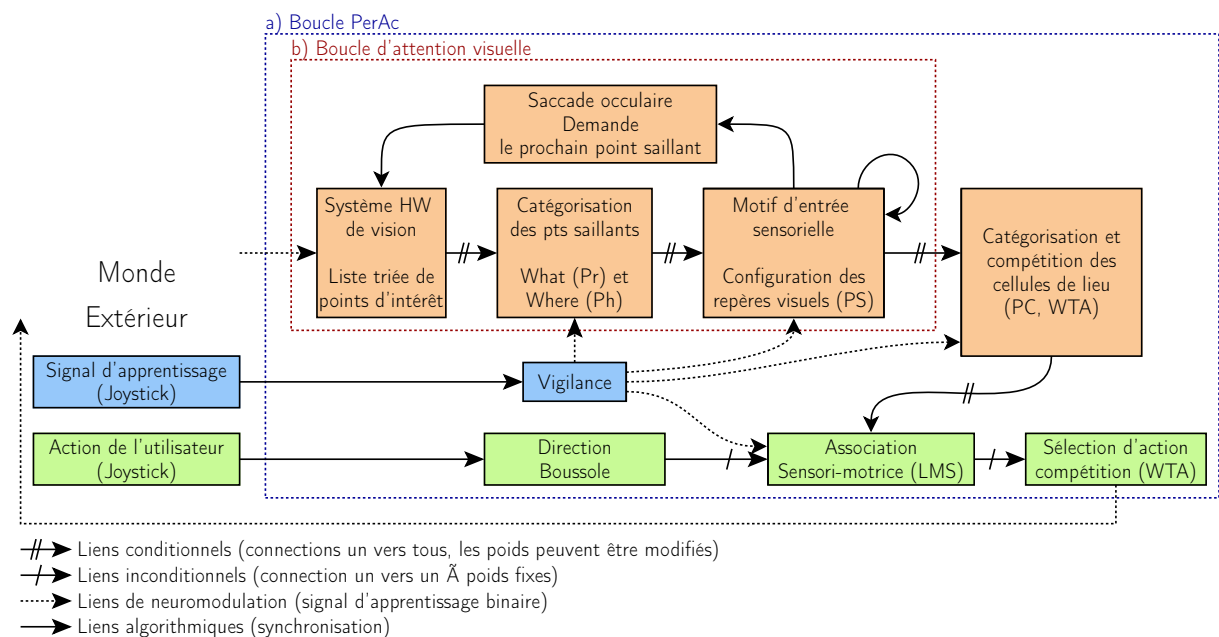 a) Boucle PerAc
b) Boucle d'attention visuelle
Saccade occulaire
Demande
le prochain point saillant
Système HW
de vision
Liste triée de
points d'intérêt
Catégorisation
des pts saillants
What (Pr) et
Where (Ph)
Motif d'entrée
sensorielle
Configuration des
repères visuels (PS)
Catégorisation et
compétition des
cellules de lieu
(PC, WTA)
Monde
Extérieur
Signal d'apprentissage
(Joystick)
Vigilance
Action de l'utilisateur
(Joystick)
Direction
Boussole
Association
Sensori-motrice (LMS)
Sélection d'action
compétition (WTA)
Liens conditionnels (connections un vers tous, les poids peuvent être modifiés)
Liens inconditionnels (connection un vers un Ã poids fixes)
Liens de neuromodulation (signal d'apprentissage binaire)
Liens algorithmiques (synchronisation)